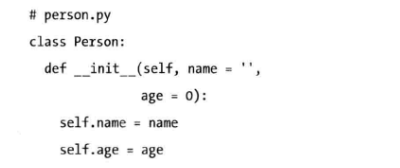 # person.py
class Person:
  def __init__(self, name = '',
               age = 0):
    self.name = name
    self.age = age